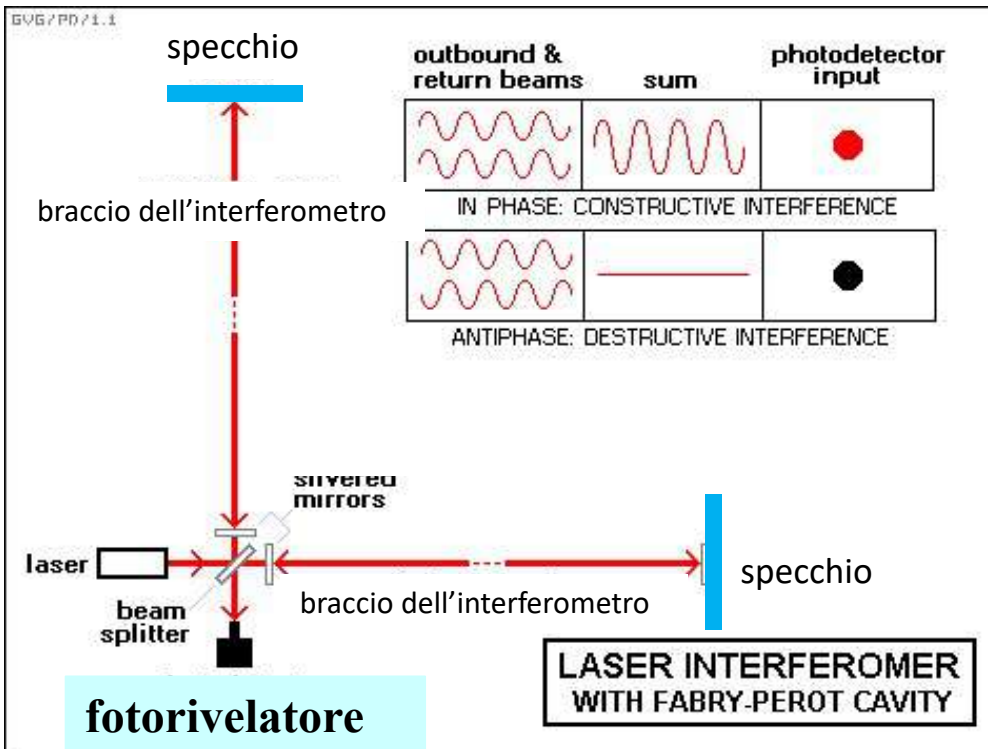 GVG/PD/1.1
specchio
outbound &
return beams
sum
photodetector
input
IN PHASE: CONSTRUCTIVE INTERFERENCE
braccio dell'interferometro
ANTIPHASE: DESTRUCTIVE INTERFERENCE
silvered
mirrors
laser
beam
splitter
braccio dell'interferometro
specchio
fotorivelatore
LASER INTERFEROMER
WITH FABRY-PEROT CAVITY